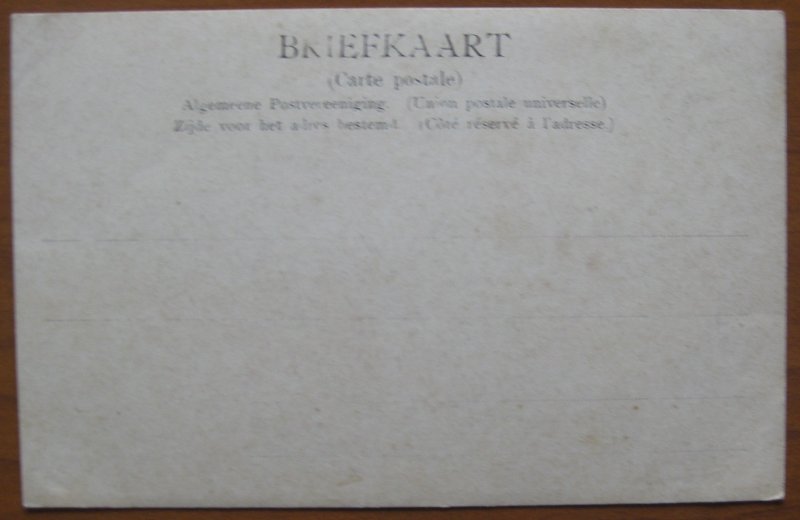 BRIEFKAART
(Carte postale)
Algemeene Postvereeniging. (Union postale universelle)
Zijde voor het adres bestemd. (Côté réservé à l'adresse.)